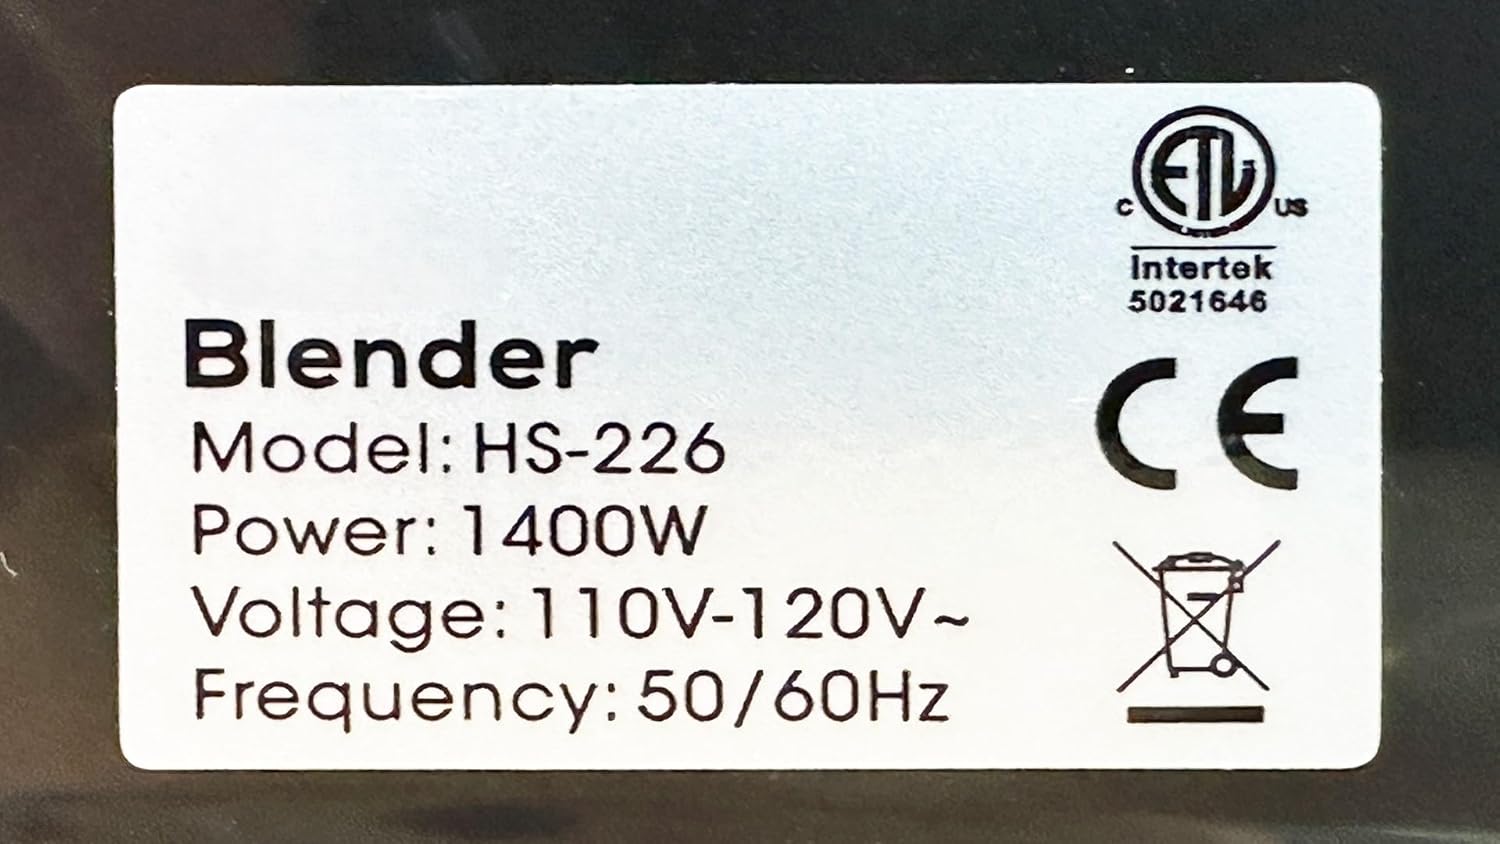 ETL
C US
Intertek
5021646
CE
Blender
Model: HS-226
Power: 1400W
Voltage: 110V-120V~
Frequency: 50/60Hz